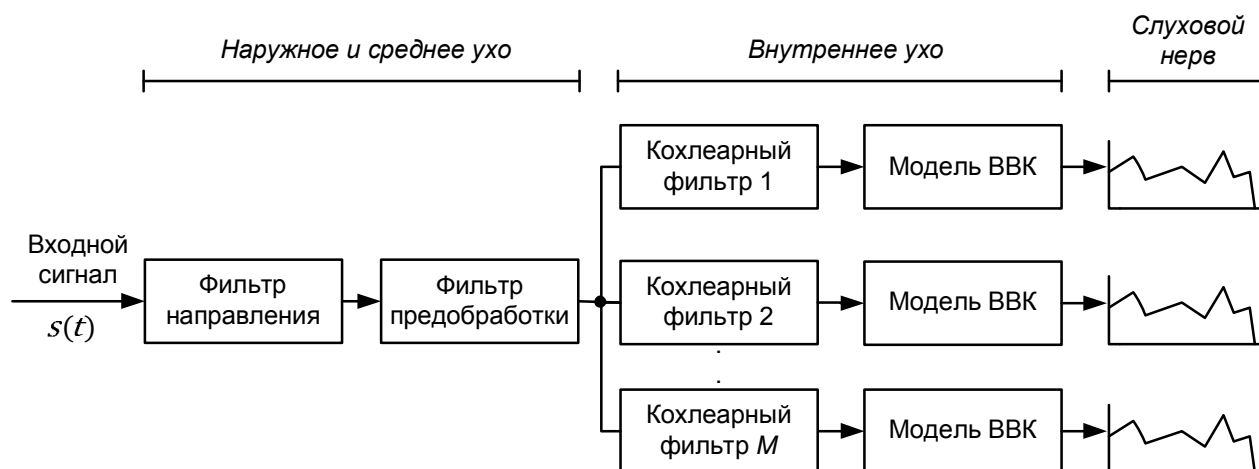 Наружное и среднее ухо
Внутреннее ухо
Слуховой
нерв
Кохлеарный
фильтр 1
Модель ВВК
Входной
сигнал
s(t)
Фильтр
направления
Фильтр
предобработки
Кохлеарный
фильтр 2
Модель ВВК
Кохлеарный
фильтр M
Модель ВВК